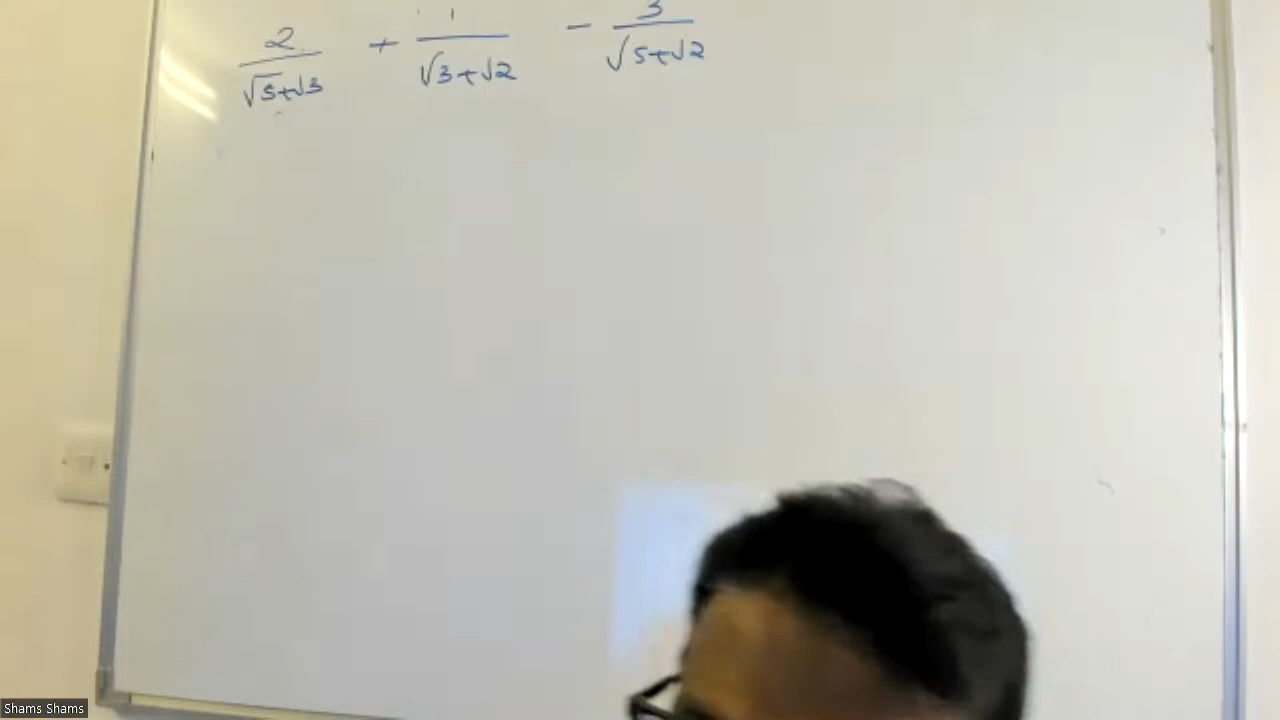 2/(√5+√3) + 1/(√3+√2) - 3/(√5+√2)
Shams Shams